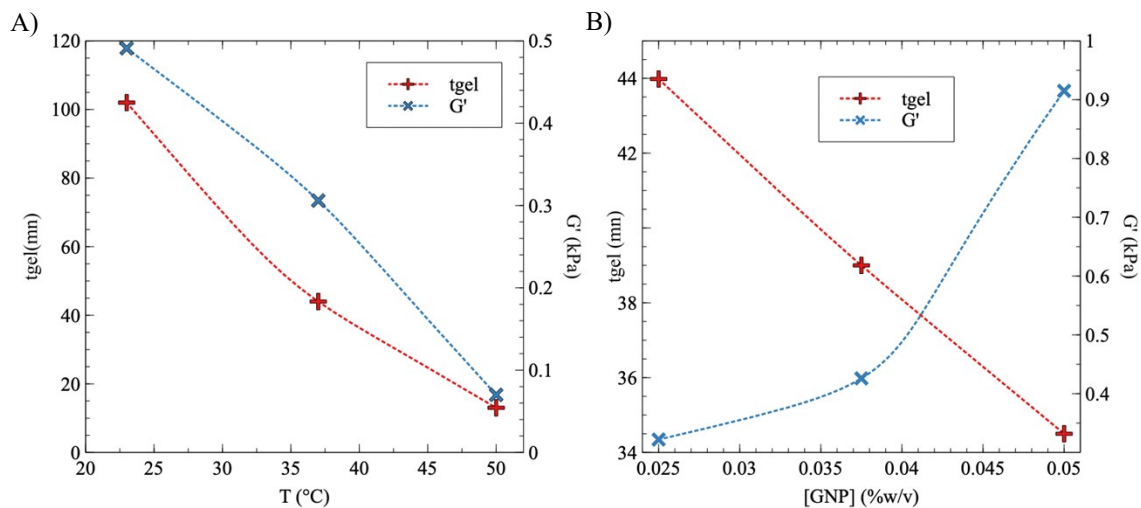 A)
120
100
80
60
40
20
0
tgel(mn)
0.5
0.4
0.3
0.2
0.1
0
G' (kPa)
tgel
G'
20 25 30 35 40 45 50
T (°C)
B)
44
42
40
38
36
34
tgel (mn)
1
0.9
0.8
0.7
0.6
0.5
0.4
G' (kPa)
tgel
G'
0.025 0.03 0.035 0.04 0.045 0.05
[GNP] (%w/v)